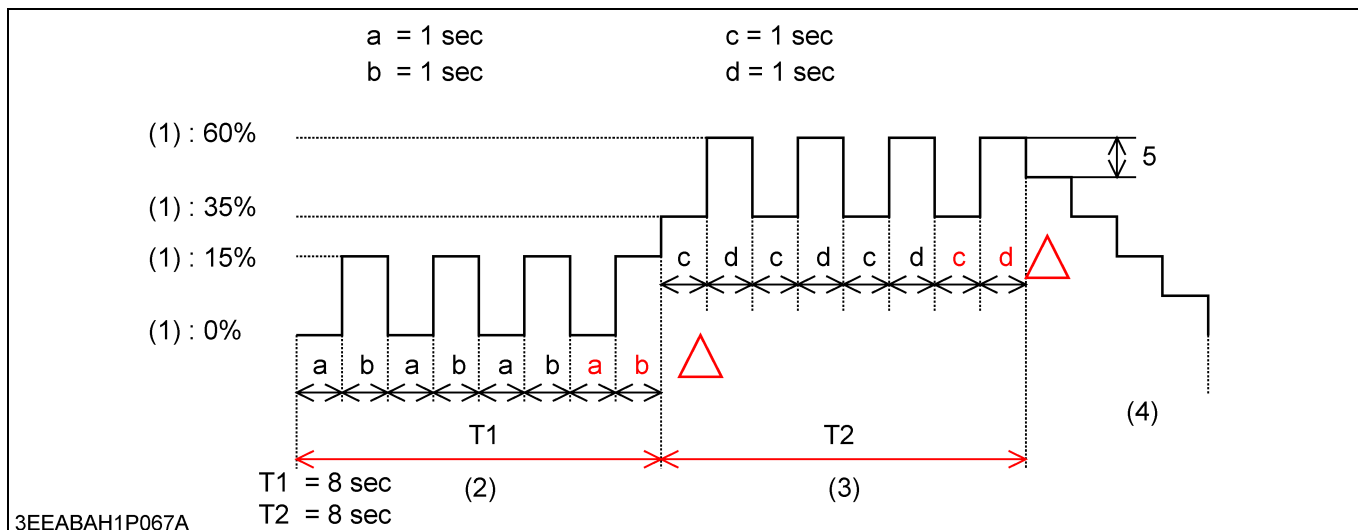 a = 1 sec
c = 1 sec
b = 1 sec
d = 1 sec
(1) : 60%
5
(1) : 35%
(1) : 15%
c d c d c d c d
(1) : 0%
a b a b a b a b
(4)
T1
T2
T1 = 8 sec
(2)
(3)
T2 = 8 sec
3EEABAH1P067A